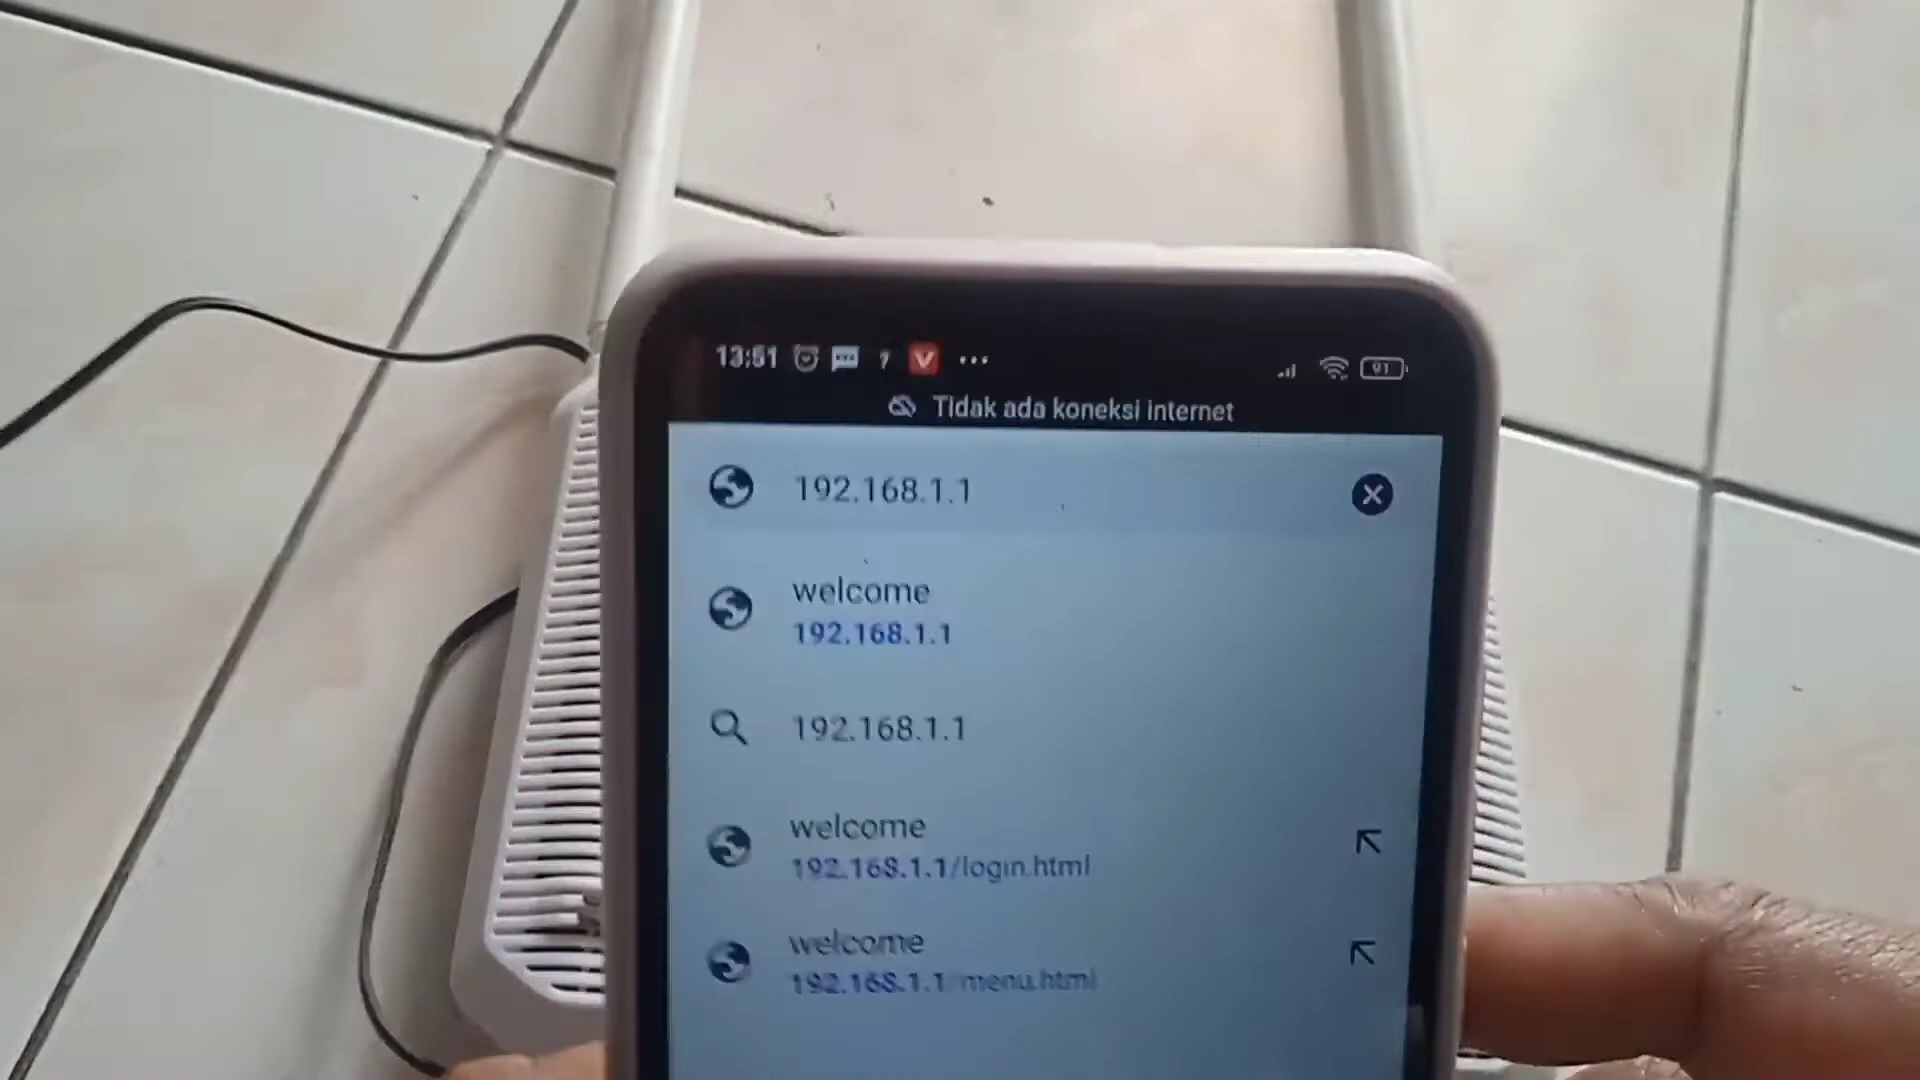 13:51
91
Tidak ada koneksi internet
192.168.1.1
welcome
192.168.1.1
192.168.1.1
welcome
192.168.1.1/login.html
welcome
192.168.1.1/menu.html